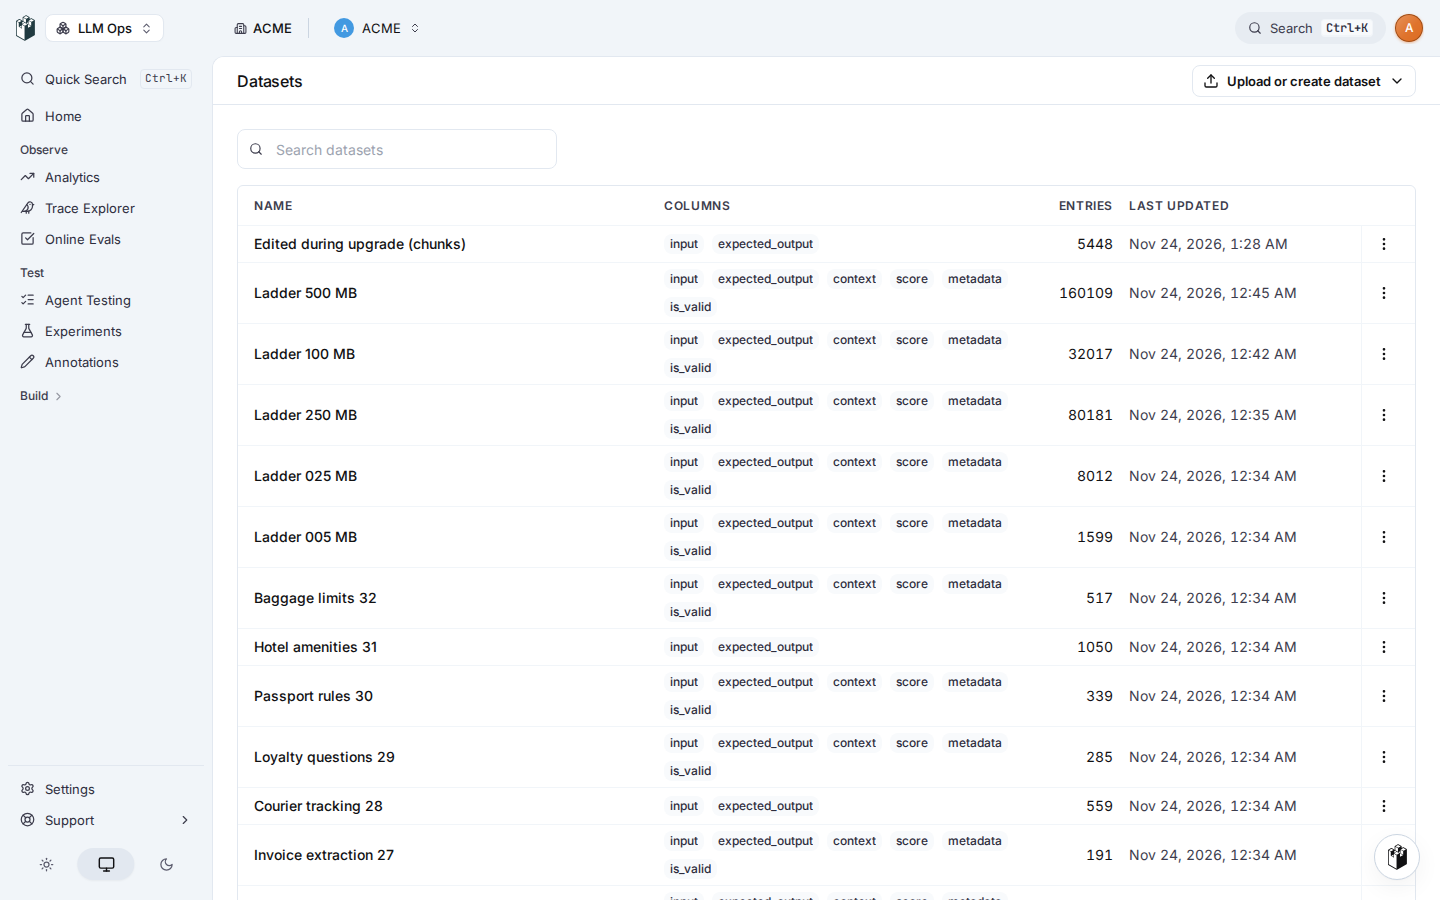 LLM Ops
ACME
A ACME
Search Ctrl+K
A
Quick Search Ctrl+K
Home
Observe
Analytics
Trace Explorer
Online Evals
Test
Agent Testing
Experiments
Annotations
Build
Settings
Support
Datasets
Upload or create dataset
Search datasets
NAME COLUMNS ENTRIES LAST UPDATED
Edited during upgrade (chunks) input expected_output 5448 Nov 24, 2026, 1:28 AM
Ladder 500 MB input expected_output context score metadata 160109 Nov 24, 2026, 12:45 AM
is_valid
Ladder 100 MB input expected_output context score metadata 32017 Nov 24, 2026, 12:42 AM
is_valid
Ladder 250 MB input expected_output context score metadata 80181 Nov 24, 2026, 12:35 AM
is_valid
Ladder 025 MB input expected_output context score metadata 8012 Nov 24, 2026, 12:34 AM
is_valid
Ladder 005 MB input expected_output context score metadata 1599 Nov 24, 2026, 12:34 AM
is_valid
Baggage limits 32 input expected_output context score metadata 517 Nov 24, 2026, 12:34 AM
is_valid
Hotel amenities 31 input expected_output 1050 Nov 24, 2026, 12:34 AM
Passport rules 30 input expected_output context score metadata 339 Nov 24, 2026, 12:34 AM
is_valid
Loyalty questions 29 input expected_output context score metadata 285 Nov 24, 2026, 12:34 AM
is_valid
Courier tracking 28 input expected_output 559 Nov 24, 2026, 12:34 AM
Invoice extraction 27 input expected_output context score metadata 191 Nov 24, 2026, 12:34 AM
is_valid